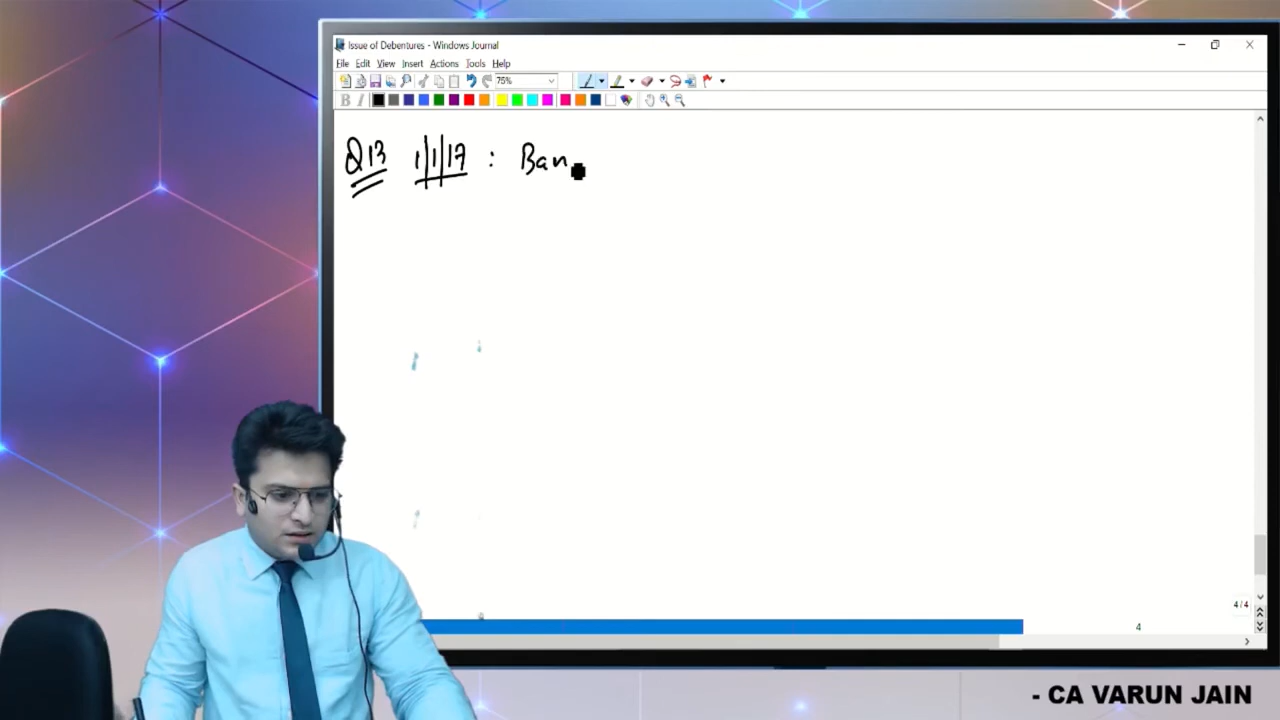 Issue of Debentures - Windows Journal
File Edit View Insert Actions Tools Help
75%
Q13 1/1/17 : Ban
4/4
4
- CA VARUN JAIN